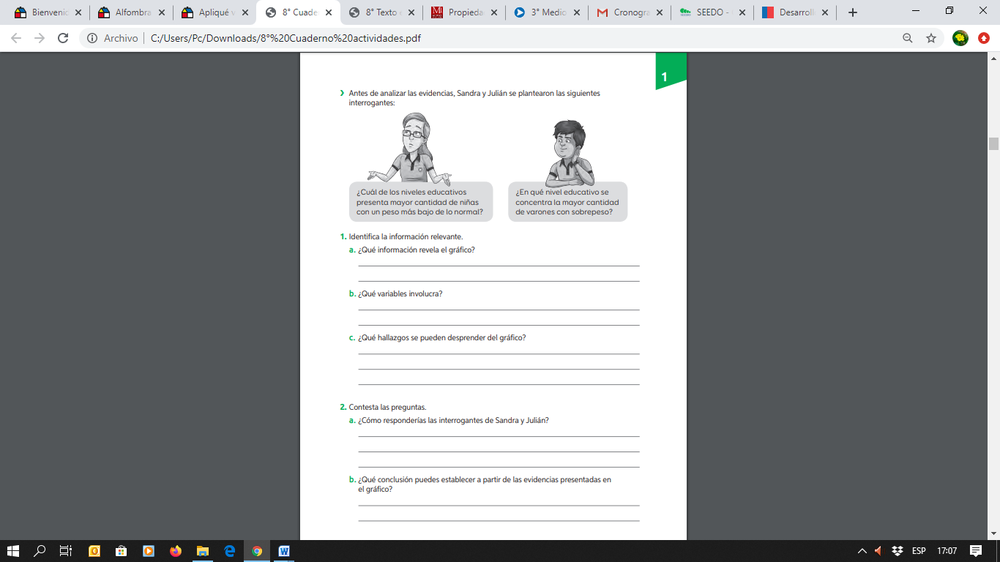 Bienvenid
Alfombra
Apliqué v
8° Cuade
8° Texto e
Propieda
3° Medio
Cronogra
SEEDO -
Desarroll
Archivo
C:/Users/Pc/Downloads/8°%20Cuaderno%20actividades.pdf
1
Antes de analizar las evidencias, Sandra y Julián se plantearon las siguientes
interrogantes:
¿Cuál de los niveles educativos
presenta mayor cantidad de niñas
con un peso más bajo de lo normal?
¿En qué nivel educativo se
concentra la mayor cantidad
de varones con sobrepeso?
1. Identifica la información relevante.
a. ¿Qué información revela el gráfico?
b. ¿Qué variables involucra?
c. ¿Qué hallazgos se pueden desprender del gráfico?
2. Contesta las preguntas.
a. ¿Cómo responderías las interrogantes de Sandra y Julián?
b. ¿Qué conclusión puedes establecer a partir de las evidencias presentadas en
el gráfico?
ESP
17:07